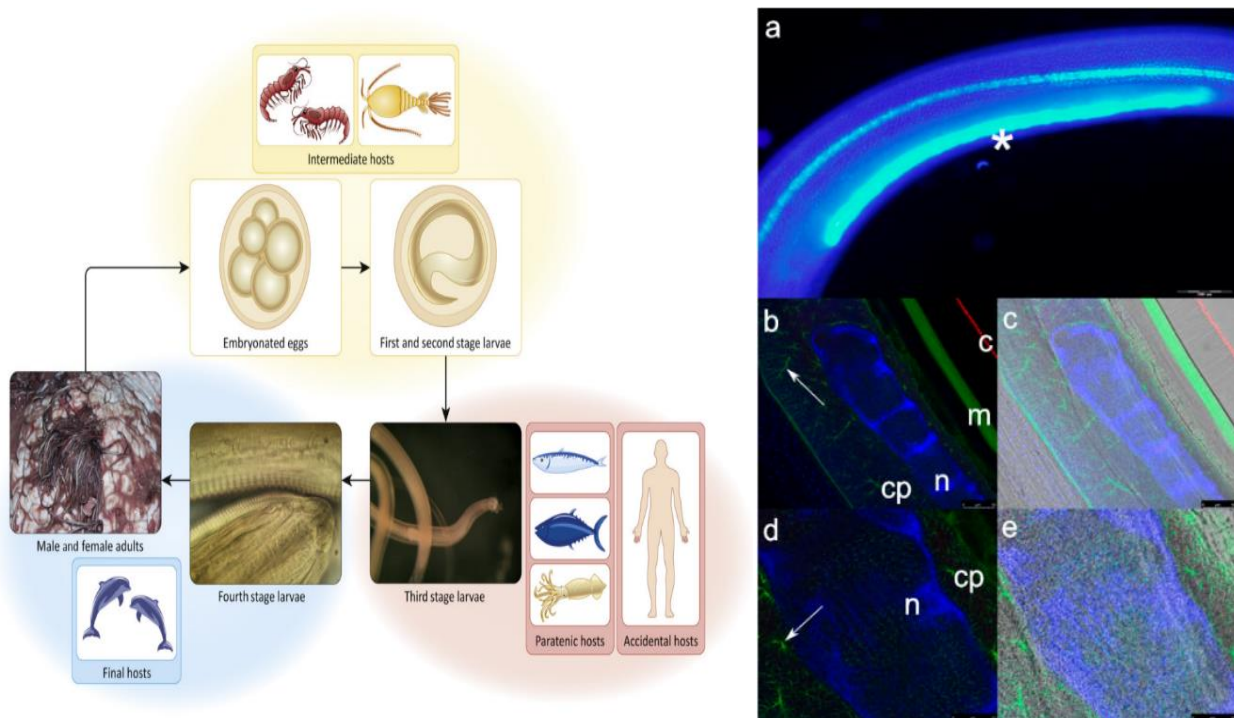 Intermediate hosts
Embryonated eggs
First and second stage larvae
Male and female adults
Fourth stage larvae
Third stage larvae
Paratenic hosts
Accidental hosts
Final hosts
a
*
b
c
m
n
cp
c
d
cp
n
e